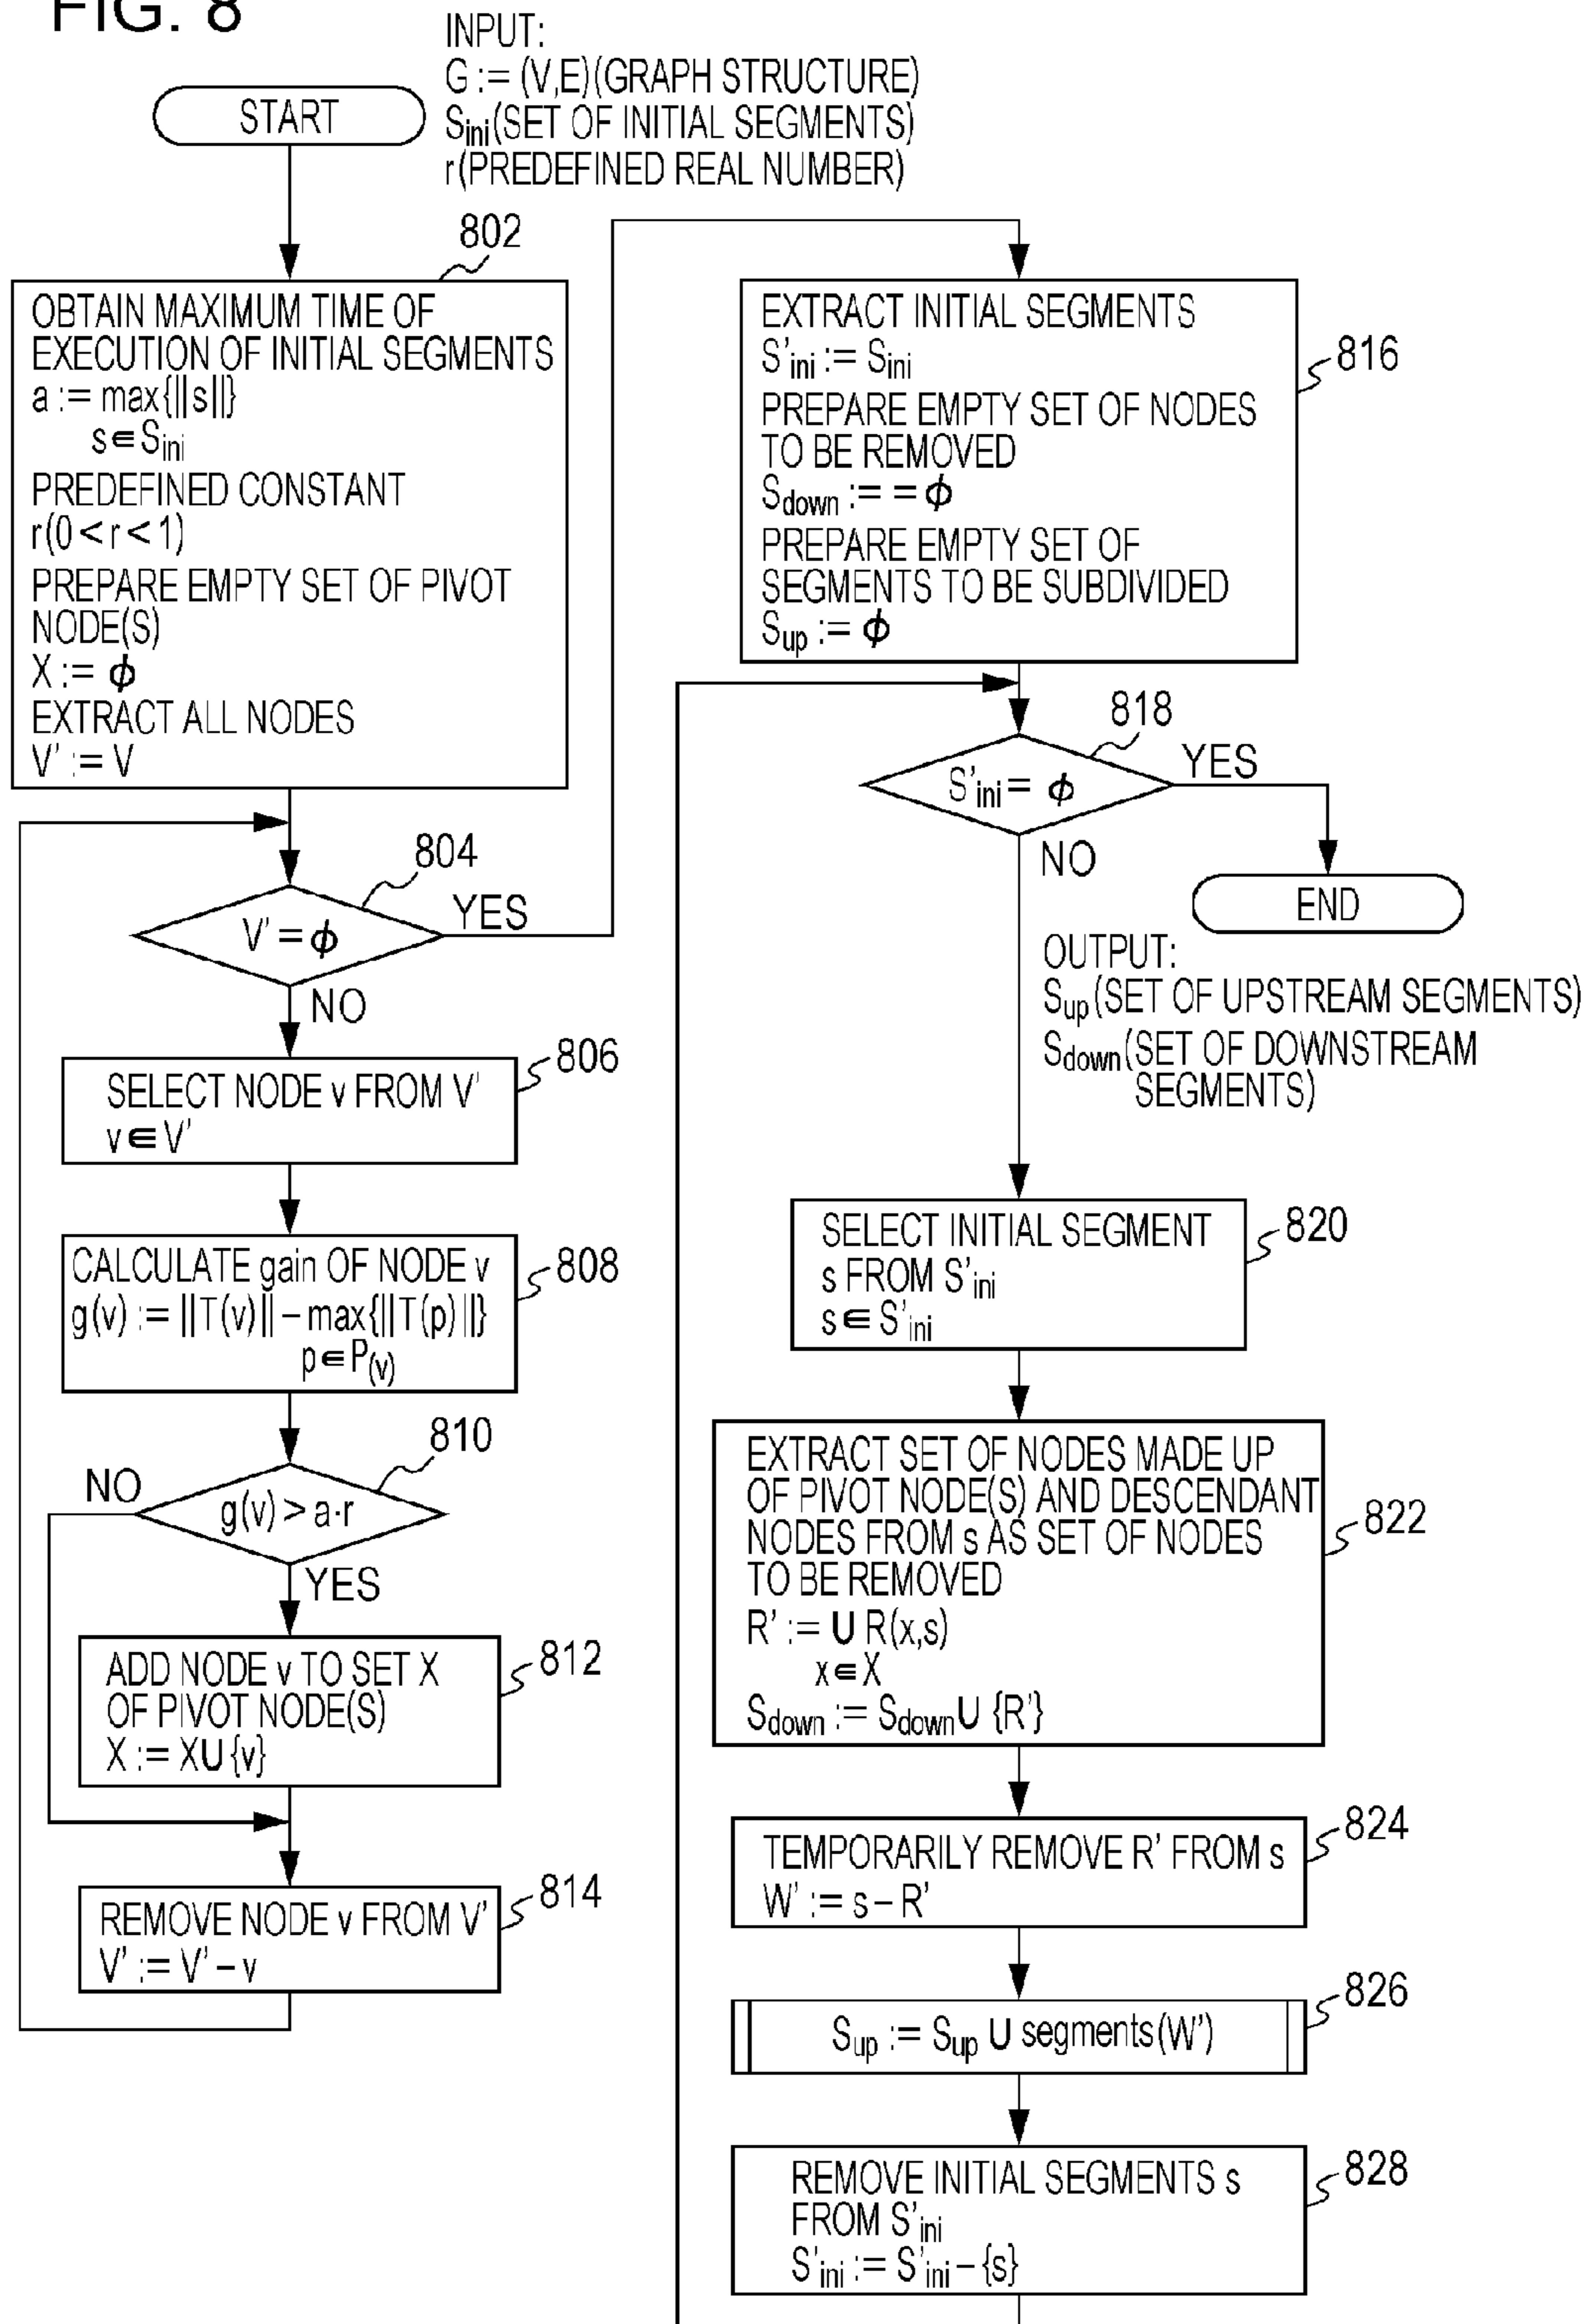 FIG. 8
INPUT:
G := (V,E)(GRAPH STRUCTURE)
Sini(SET OF INITIAL SEGMENTS)
r(PREDEFINED REAL NUMBER)
START
802
OBTAIN MAXIMUM TIME OF
EXECUTION OF INITIAL SEGMENTS
a := max{||s||}
s∈Sini
PREDEFINED CONSTANT
r(0<r<1)
PREPARE EMPTY SET OF PIVOT
NODE(S)
X := ϕ
EXTRACT ALL NODES
V' := V
804
V' = ϕ
YES
NO
806
SELECT NODE v FROM V'
v∈V'
808
CALCULATE gain OF NODE v
g(v) := ||T(v)|| – max{||T(p)||}
p∈P(v)
810
NO
g(v) > a·r
YES
812
ADD NODE v TO SET X
OF PIVOT NODE(S)
X := X∪{v}
814
REMOVE NODE v FROM V'
V' := V' – v
816
EXTRACT INITIAL SEGMENTS
S'ini := Sini
PREPARE EMPTY SET OF NODES
TO BE REMOVED
Sdown := = ϕ
PREPARE EMPTY SET OF
SEGMENTS TO BE SUBDIVIDED
Sup := ϕ
818
S'ini = ϕ
YES
NO
END
OUTPUT:
Sup(SET OF UPSTREAM SEGMENTS)
Sdown(SET OF DOWNSTREAM
SEGMENTS)
820
SELECT INITIAL SEGMENT
s FROM S'ini
s∈S'ini
822
EXTRACT SET OF NODES MADE UP
OF PIVOT NODE(S) AND DESCENDANT
NODES FROM s AS SET OF NODES
TO BE REMOVED
R' := ∪ R(x,s)
x∈X
Sdown := Sdown∪ {R'}
824
TEMPORARILY REMOVE R' FROM s
W' := s – R'
826
Sup := Sup ∪ segments(W')
828
REMOVE INITIAL SEGMENTS s
FROM S'ini
S'ini := S'ini – {s}